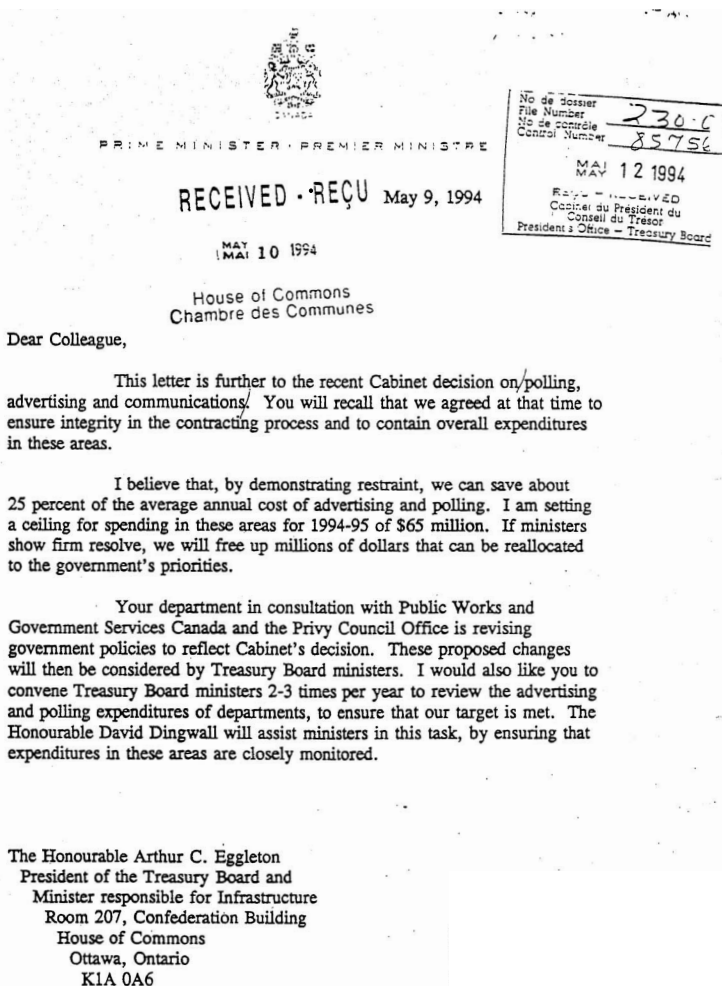 CANADA
PRIME MINISTER · PREMIER MINISTRE
No de dossier
File Number
230-C
No de contrôle
Control Number
85756
MAI
MAY 12 1994
REÇU - RECEIVED
Cabinet du Président du
Conseil du Trésor
President's Office - Treasury Board
RECEIVED - REÇU May 9, 1994
MAY
MAI 10 1994
House of Commons
Chambre des Communes
Dear Colleague,
This letter is further to the recent Cabinet decision on/polling,
advertising and communications/. You will recall that we agreed at that time to
ensure integrity in the contracting process and to contain overall expenditures
in these areas.
I believe that, by demonstrating restraint, we can save about
25 percent of the average annual cost of advertising and polling. I am setting
a ceiling for spending in these areas for 1994-95 of $65 million. If ministers
show firm resolve, we will free up millions of dollars that can be reallocated
to the government's priorities.
Your department in consultation with Public Works and
Government Services Canada and the Privy Council Office is revising
government policies to reflect Cabinet's decision. These proposed changes
will then be considered by Treasury Board ministers. I would also like you to
convene Treasury Board ministers 2-3 times per year to review the advertising
and polling expenditures of departments, to ensure that our target is met. The
Honourable David Dingwall will assist ministers in this task, by ensuring that
expenditures in these areas are closely monitored.
The Honourable Arthur C. Eggleton
President of the Treasury Board and
Minister responsible for Infrastructure
Room 207, Confederation Building
House of Commons
Ottawa, Ontario
K1A 0A6